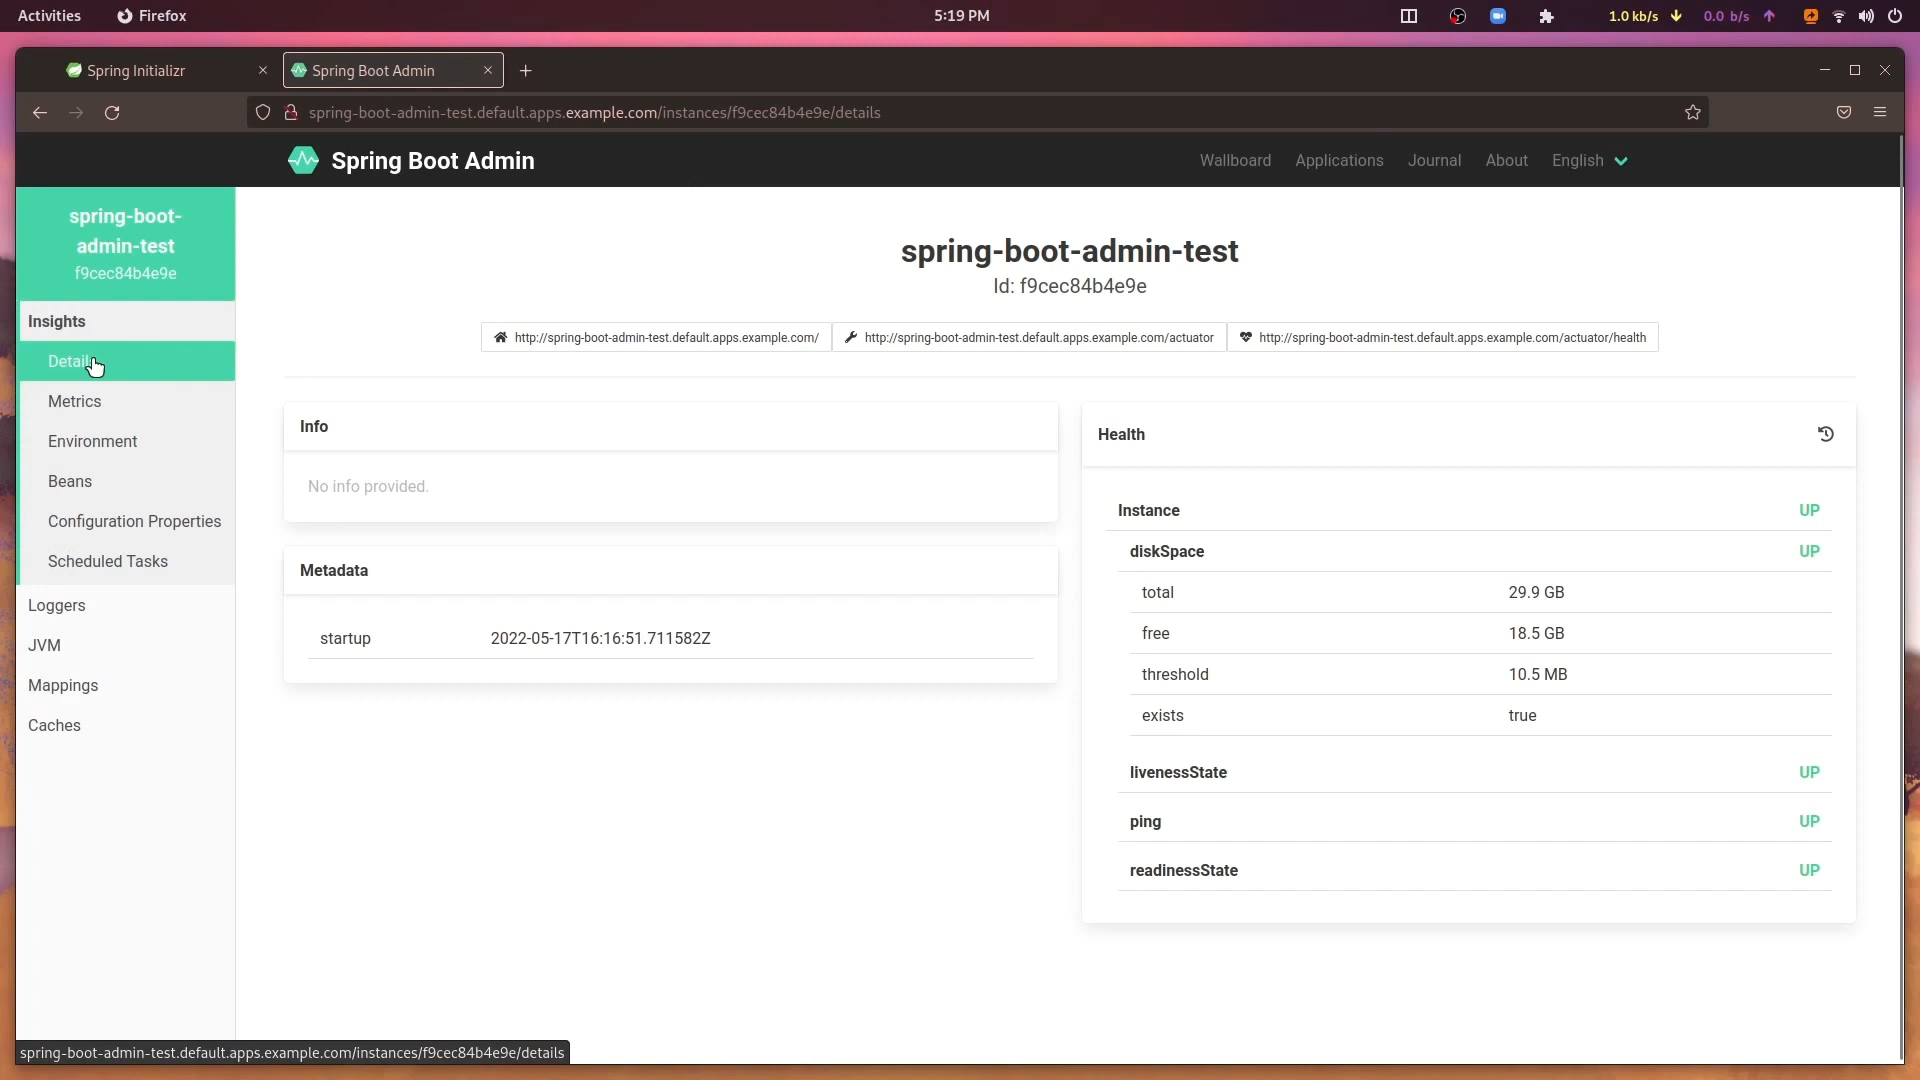 Activities
Firefox
5:19 PM
1.0 kb/s
0.0 b/s
Spring Initializr
Spring Boot Admin
spring-boot-admin-test.default.apps.example.com/instances/f9cec84b4e9e/details
Spring Boot Admin
Wallboard
Applications
Journal
About
English
spring-boot-
admin-test
f9cec84b4e9e
Insights
Details
Metrics
Environment
Beans
Configuration Properties
Scheduled Tasks
Loggers
JVM
Mappings
Caches
spring-boot-admin-test
Id: f9cec84b4e9e
http://spring-boot-admin-test.default.apps.example.com/
http://spring-boot-admin-test.default.apps.example.com/actuator
http://spring-boot-admin-test.default.apps.example.com/actuator/health
Info
No info provided.
Metadata
startup 2022-05-17T16:16:51.711582Z
Health
Instance UP
diskSpace UP
total 29.9 GB
free 18.5 GB
threshold 10.5 MB
exists true
livenessState UP
ping UP
readinessState UP
spring-boot-admin-test.default.apps.example.com/instances/f9cec84b4e9e/details